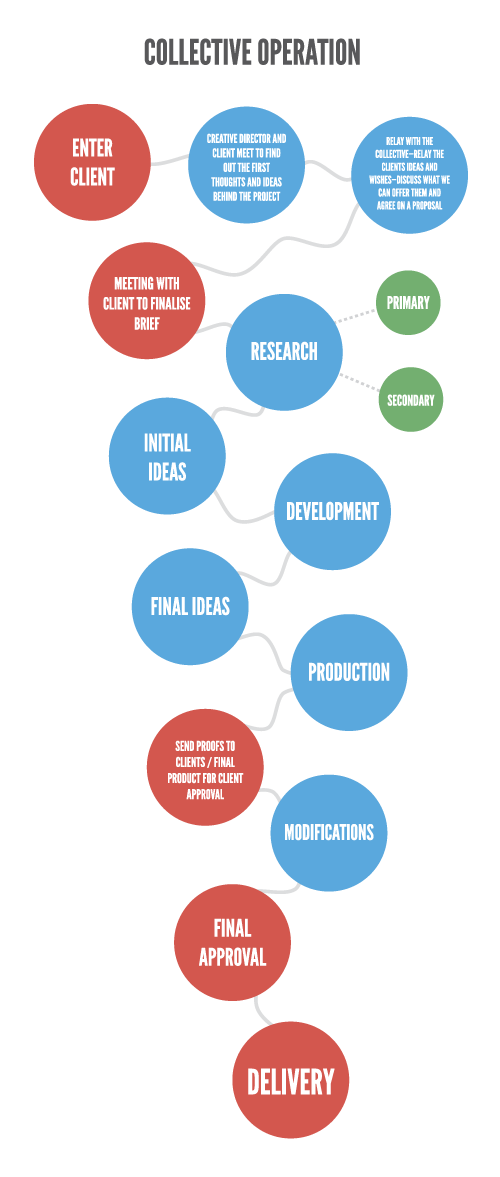 COLLECTIVE OPERATION
ENTER
CLIENT
CREATIVE DIRECTOR AND
CLIENT MEET TO FIND
OUT THE FIRST
THOUGHTS AND IDEAS
BEHIND THE PROJECT
RELAY WITH THE
COLLECTIVE–RELAY THE
CLIENTS IDEAS AND
WISHES–DISCUSS WHAT WE
CAN OFFER THEM AND
AGREE ON A PROPOSAL
MEETING WITH
CLIENT TO FINALISE
BRIEF
RESEARCH
PRIMARY
SECONDARY
INITIAL
IDEAS
DEVELOPMENT
FINAL IDEAS
PRODUCTION
SEND PROOFS TO
CLIENTS / FINAL
PRODUCT FOR CLIENT
APPROVAL
MODIFICATIONS
FINAL
APPROVAL
DELIVERY